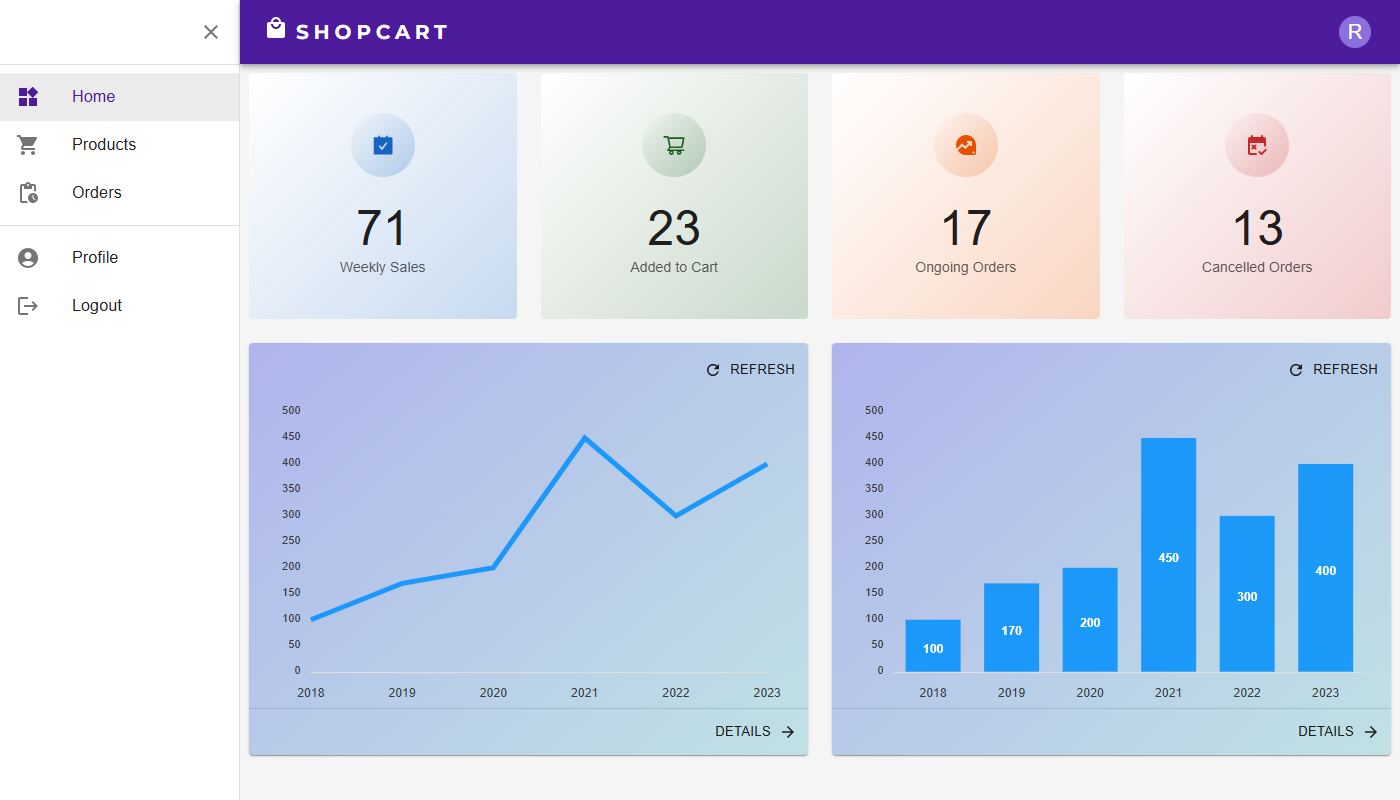 SHOPCART
R
Home
Products
Orders
Profile
Logout
71
Weekly Sales
23
Added to Cart
17
Ongoing Orders
13
Cancelled Orders
REFRESH
500
450
400
350
300
250
200
150
100
50
0
2018 2019 2020 2021 2022 2023
DETAILS
REFRESH
500
450
400
350
300
250
200
150
100
50
0
100 170 200 450 300 400
2018 2019 2020 2021 2022 2023
DETAILS